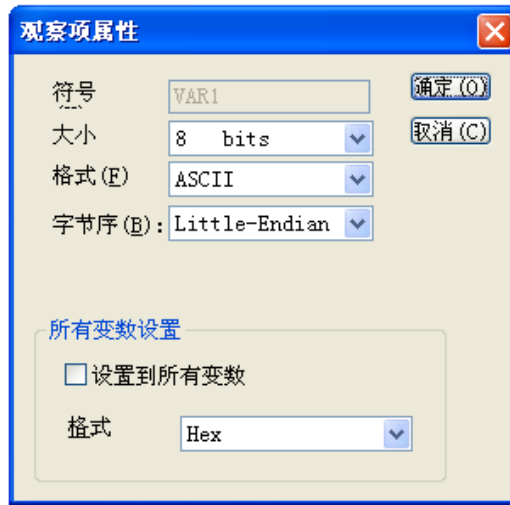 观察项属性
符号 VAR1 确定(O)
大小 8 bits 取消(C)
格式(F) ASCII
字节序(B): Little-Endian
所有变数设置
设置到所有变数
格式 Hex